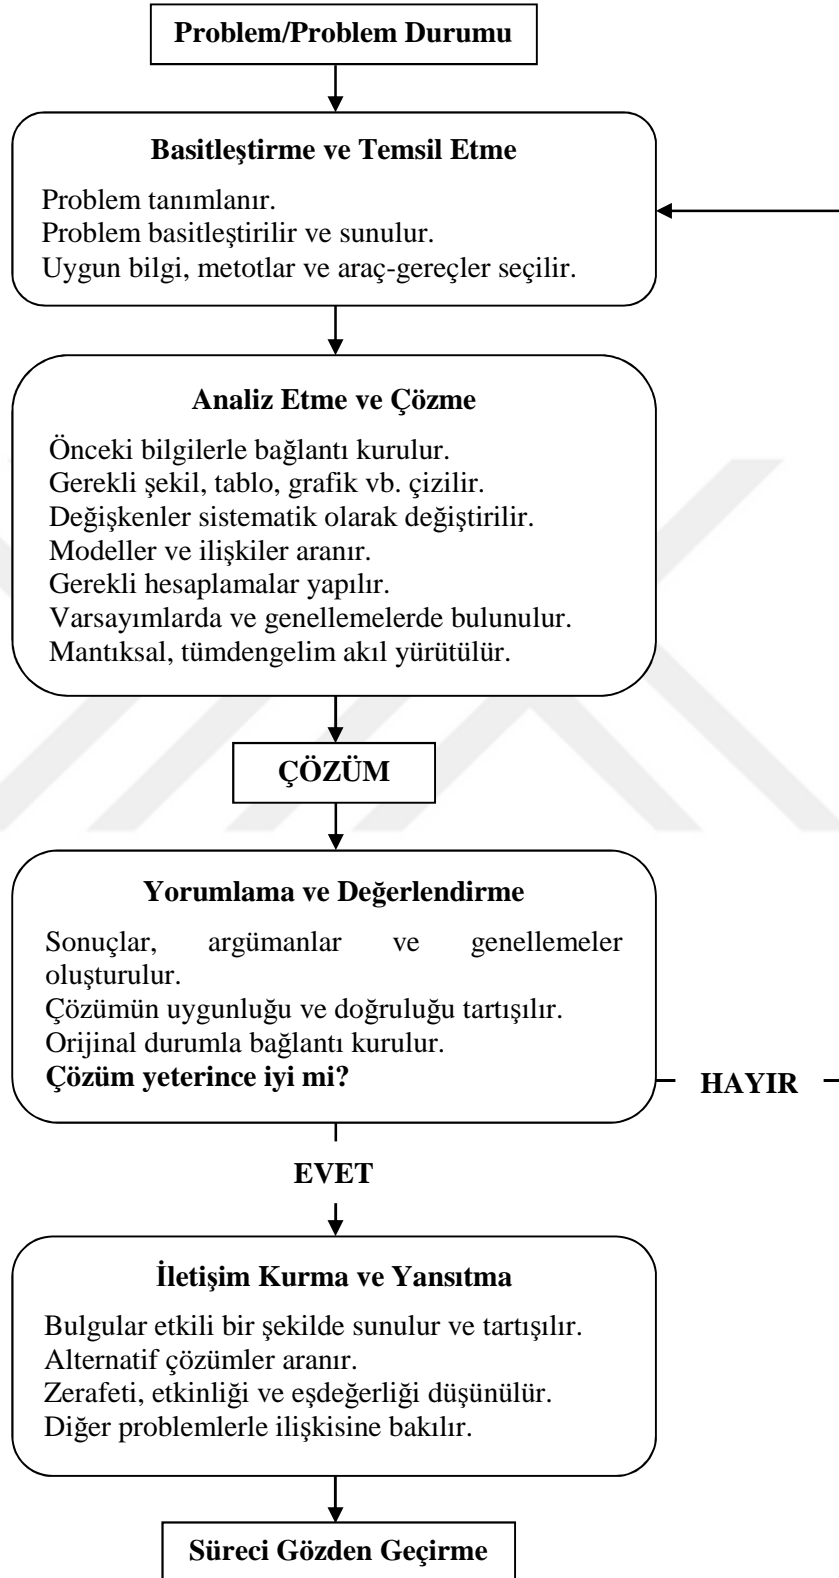 Problem/Problem Durumu
Basitleştirme ve Temsil Etme
Problem tanımlanır.
Problem basitleştirilir ve sunulur.
Uygun bilgi, metotlar ve araç-gereçler seçilir.
Analiz Etme ve Çözme
Önceki bilgilerle bağlantı kurulur.
Gerekli şekil, tablo, grafik vb. çizilir.
Değişkenler sistematik olarak değiştirilir.
Modeller ve ilişkiler aranır.
Gerekli hesaplamalar yapılır.
Varsayımlarda ve genellemelerde bulunulur.
Mantıksal, tümdengelim akıl yürütülür.
ÇÖZÜM
Yorumlama ve Değerlendirme
Sonuçlar, argümanlar ve genellemeler
oluşturulur.
Çözümün uygunluğu ve doğruluğu tartışılır.
Orijinal durumla bağlantı kurulur.
Çözüm yeterince iyi mi?
HAYIR
EVET
İletişim Kurma ve Yansıtma
Bulgular etkili bir şekilde sunulur ve tartışılır.
Alternatif çözümler aranır.
Zerafeti, etkinliği ve eşdeğerliği düşünülür.
Diğer problemlerle ilişkisine bakılır.
Süreci Gözden Geçirme